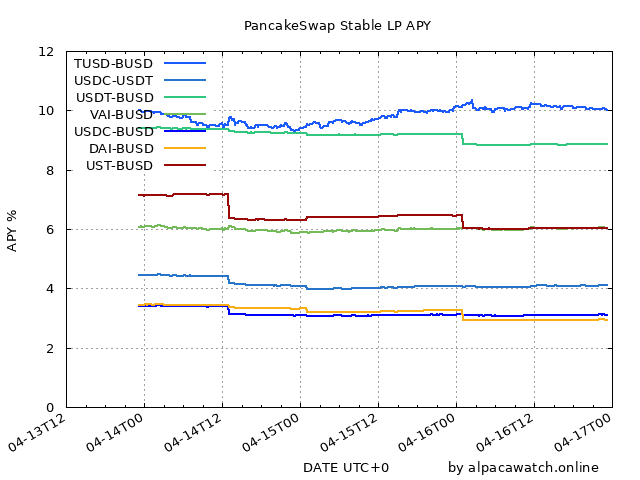 PancakeSwap Stable LP APY
APY %
12
10
8
6
4
2
0
TUSD-BUSD
USDC-USDT
USDT-BUSD
VAI-BUSD
USDC-BUSD
DAI-BUSD
UST-BUSD
04-13T12
04-14T00
04-14T12
04-15T00
04-15T12
04-16T00
04-16T12
04-17T00
DATE UTC+0
by alpacawatch.online